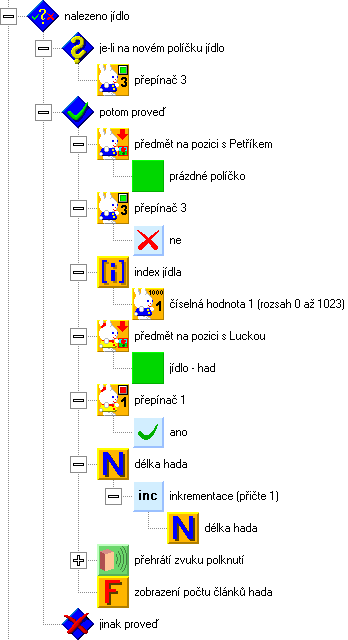 nalezeno jídlo
je-li na novém políčku jídlo
3 přepínač 3
potom proveď
předmět na pozici s Petříkem
prázdné políčko
3 přepínač 3
ne
[i] index jídla
1000 1 číselná hodnota 1 (rozsah 0 až 1023)
předmět na pozici s Luckou
jídlo - had
1 přepínač 1
ano
N délka hada
inc inkrementace (přičte 1)
N délka hada
přehrátí zvuku polknutí
F zobrazení počtu článků hada
jinak proveď